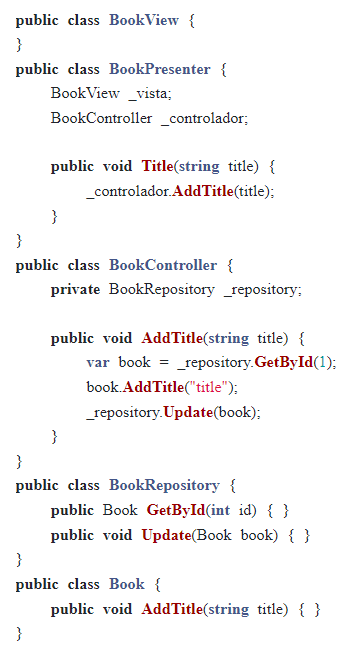 public class BookView {
}
public class BookPresenter {
    BookView _vista;
    BookController _controlador;

    public void Title(string title) {
        _controlador.AddTitle(title);
    }
}
public class BookController {
    private BookRepository _repository;

    public void AddTitle(string title) {
        var book = _repository.GetById(1);
        book.AddTitle("title");
        _repository.Update(book);
    }
}
public class BookRepository {
    public Book GetById(int id) { }
    public void Update(Book book) { }
}
public class Book {
    public void AddTitle(string title) { }
}